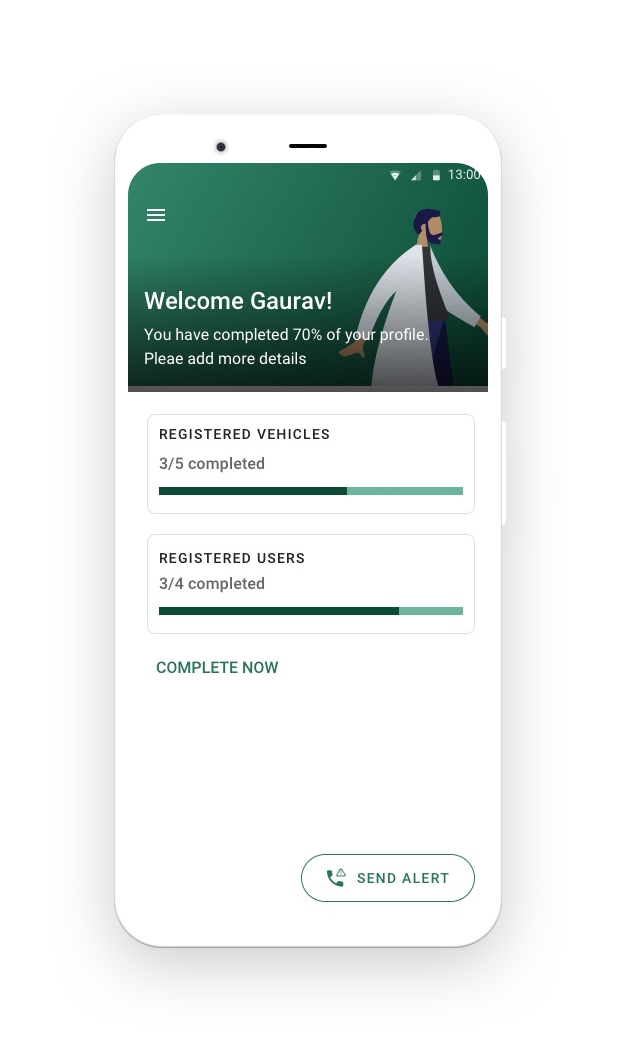 13:00
Welcome Gaurav!
You have completed 70% of your profile.
Pleae add more details
REGISTERED VEHICLES
3/5 completed
REGISTERED USERS
3/4 completed
COMPLETE NOW
SEND ALERT